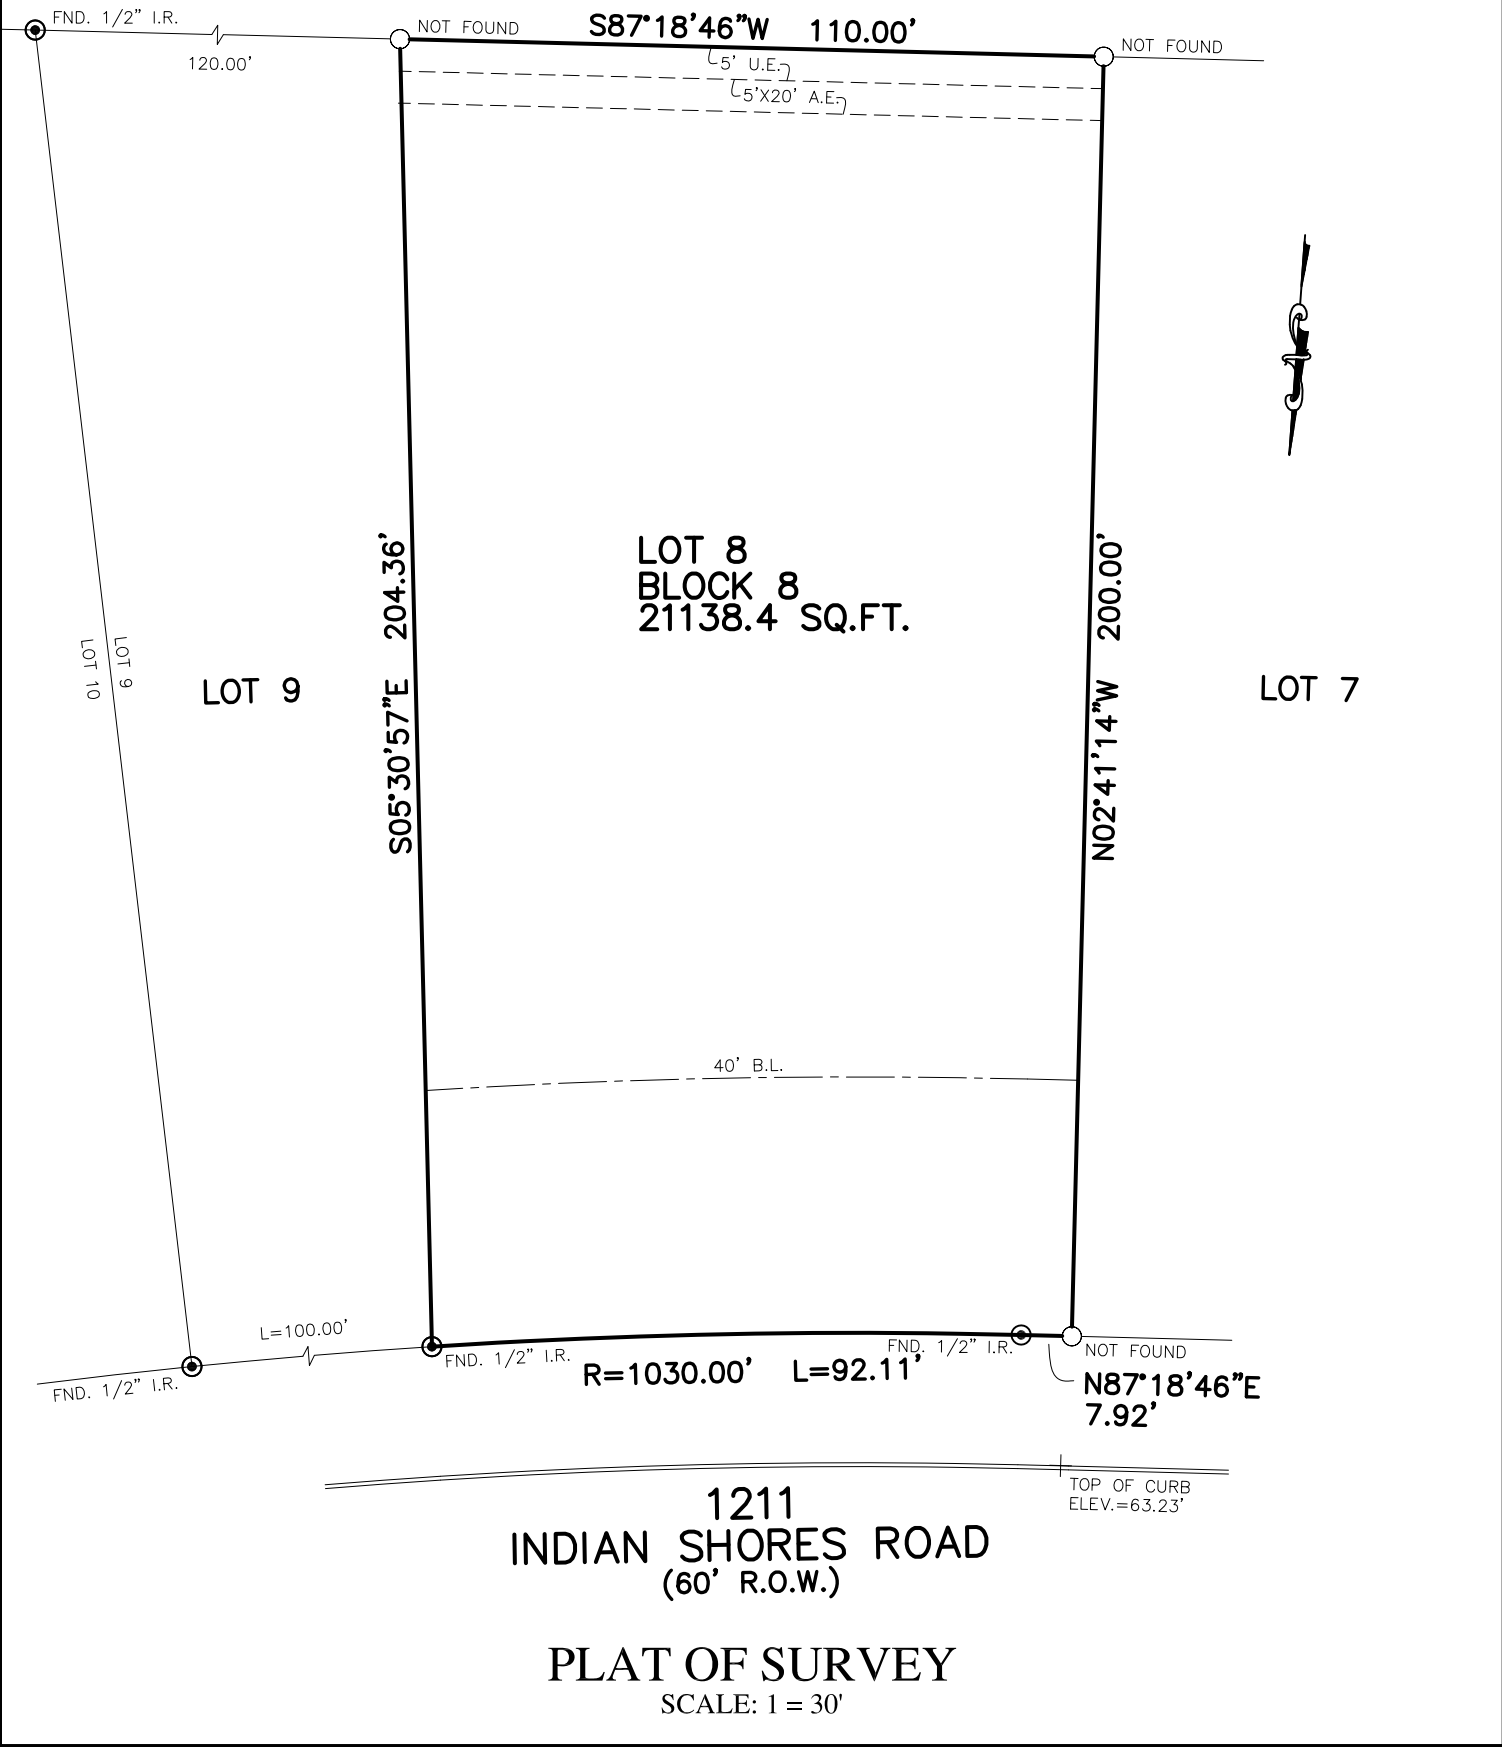 FND. 1/2" I.R.
NOT FOUND
S87°18'46"W 110.00'
NOT FOUND
120.00'
5' U.E.
5'X20' A.E.
LOT 8
BLOCK 8
21138.4 SQ.FT.
S05°30'57"E 204.36'
N02°41'14"W 200.00'
LOT 9
LOT 10
LOT 9
LOT 7
40' B.L.
L=100.00'
FND. 1/2" I.R.
FND. 1/2" I.R.
FND. 1/2" I.R.
NOT FOUND
R=1030.00' L=92.11'
N87°18'46"E
7.92'
TOP OF CURB
ELEV.=63.23'
1211
INDIAN SHORES ROAD
(60' R.O.W.)
PLAT OF SURVEY
SCALE: 1 = 30'